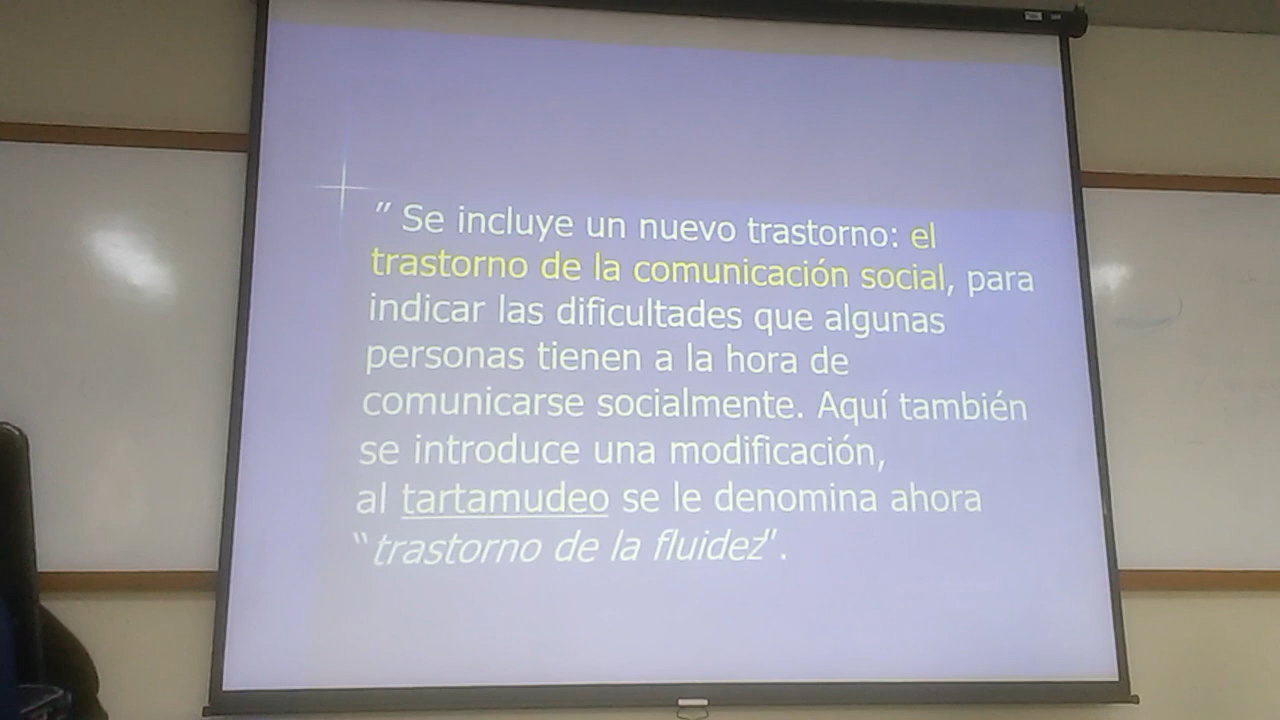 ” Se incluye un nuevo trastorno: el
trastorno de la comunicación social, para
indicar las dificultades que algunas
personas tienen a la hora de
comunicarse socialmente. Aquí también
se introduce una modificación,
al tartamudeo se le denomina ahora
“trastorno de la fluidez”.